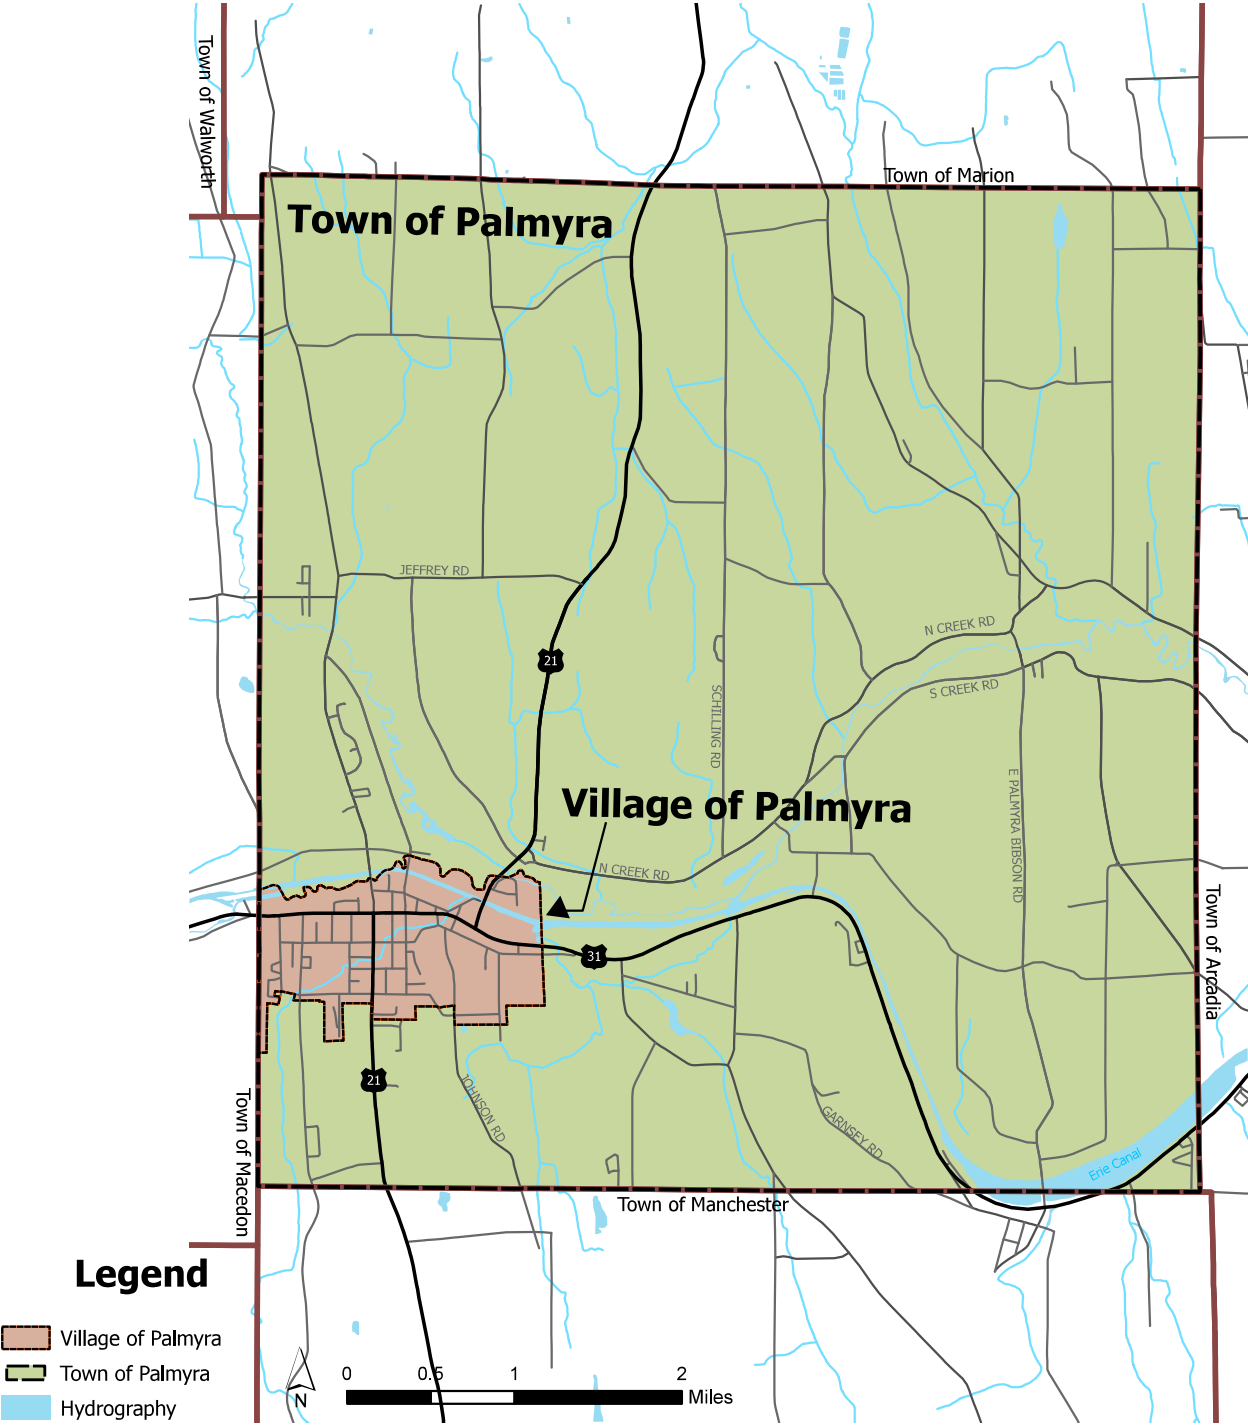 Town of Walworth
Town of Marion
Town of Palmyra
JEFFREY RD
N CREEK RD
21
S CREEK RD
SCHILLING RD
E PALMYRA BIBSON RD
Village of Palmyra
N CREEK RD
31
Town of Arcadia
21
JOHNSON RD
GARNSEY RD
Erie Canal
Town of Macedon
Town of Manchester
Legend
Village of Palmyra
Town of Palmyra
Hydrography
N
0 0.5 1 2
Miles